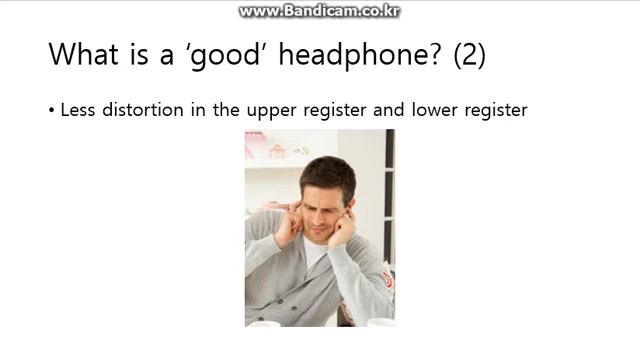 www.Bandicam.co.kr
What is a ‘good’ headphone? (2)
• Less distortion in the upper register and lower register